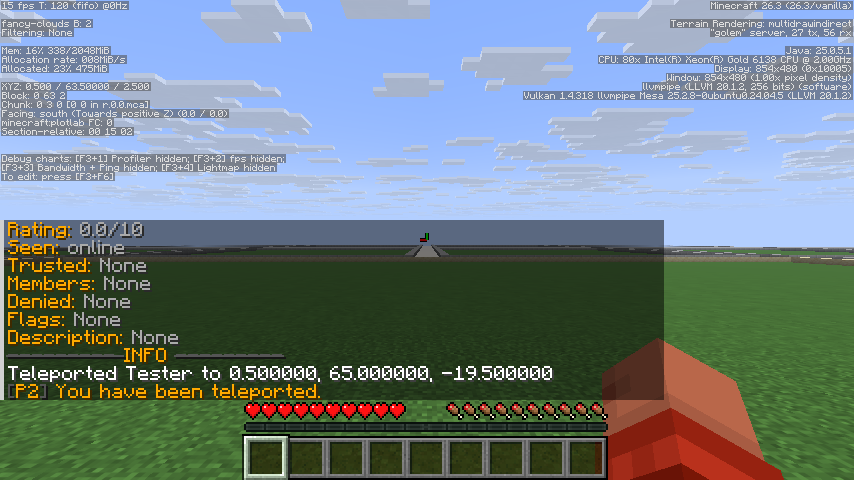 15 fps T: 120 (fifo) @0Hz
fancy-clouds B: 2
Filtering: None
Mem: 16% 338/2048MiB
Allocation rate: 008MiB/s
Allocated: 23% 475MiB
XYZ: 0.500 / 63.50000 / 2.500
Block: 0 63 2
Chunk: 0 3 0 [0 0 in r.0.0.mca]
Facing: south (Towards positive Z) (0.0 / 0.0)
minecraft:plotlab FC: 0
Section-relative: 00 15 02
Debug charts: [F3+1] Profiler hidden; [F3+2] fps hidden;
[F3+3] Bandwidth + Ping hidden; [F3+4] Lightmap hidden
To edit: press [F3+F6]
Minecraft 26.3 (26.3/vanilla)
Terrain Rendering: multidrawindirect
"golem" server, 27 tx, 56 rx
Java: 25.0.5.1
CPU: 80x Intel(R) Xeon(R) Gold 6138 CPU @ 2.00GHz
Display: 854x480 (0x10005)
Window: 854x480 (1.00x pixel density)
llvmpipe (LLVM 20.1.2, 256 bits) (software)
Vulkan 1.4.318 llvmpipe Mesa 25.2.8-0ubuntu0.24.04.5 (LLVM 20.1.2)
Rating: 0.0/10
Seen: online
Trusted: None
Members: None
Denied: None
Flags: None
Description: None
INFO
Teleported Tester to 0.500000, 65.000000, -19.500000
[P2] You have been teleported.